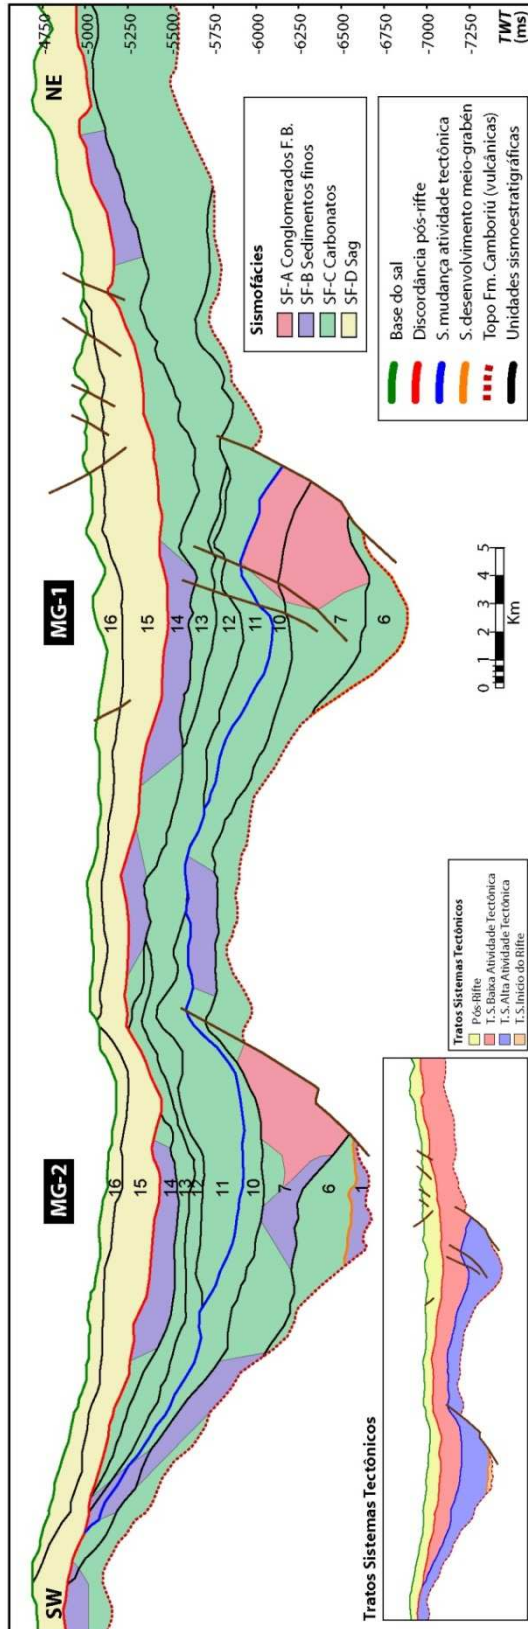 SW
MG-2
MG-1
NE
-4750
-5000
-5250
-5500
-5750
-6000
-6250
-6500
-6750
-7000
-7250
TWT
(ms)
16
15
14
13
12
11
10
7
6
1
16
15
14
13
12
11
10
7
6
Sismofácies
SF-A Conglomerados F.B.
SF-B Sedimentos finos
SF-C Carbonatos
SF-D Sag
Base do sal
Discordância pós-rifte
S.mudança atividade tectônica
S. desenvolvimento meio-grabén
Topo Fm. Camboriú (vulcânicas)
Unidades sismoestratigráficas
0 1 2 3 4 5
Km
Tratos Sistemas Tectônicos
Tratos Sistemas Tectônicos
Pós-Rifte
T.S.Baixa Atividade Tectônica
T.S.Alta Atividade Tectônica
T.S.Início do Rifte